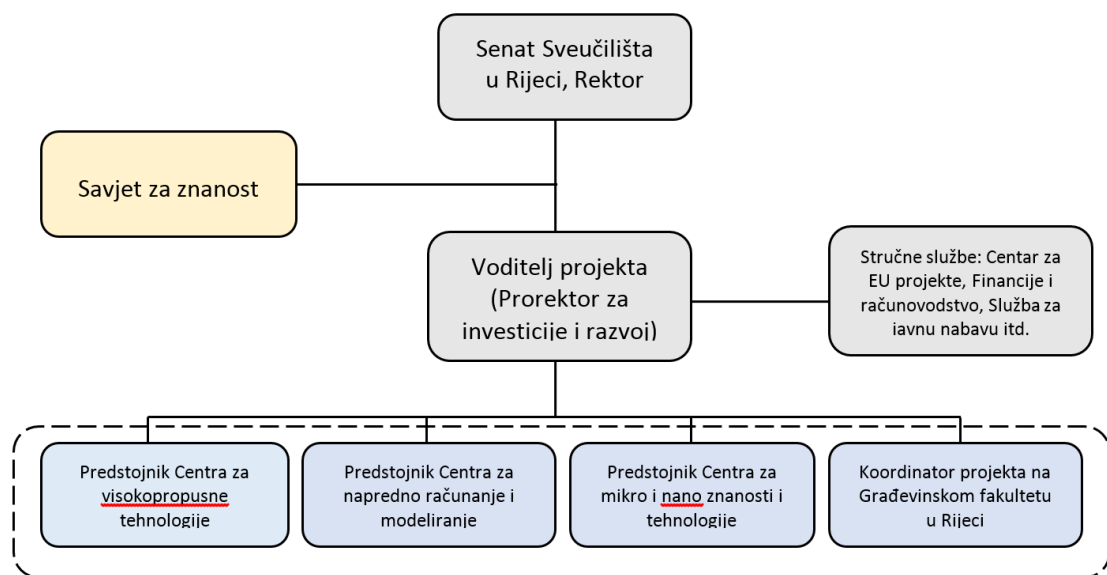 Senat Sveučilišta
u Rijeci, Rektor
Savjet za znanost
Voditelj projekta
(Prorektor za
investicije i razvoj)
Stručne službe: Centar za
EU projekte, Financije i
računovodstvo, Služba za
javnu nabavu itd.
Predstojnik Centra za
visokopropusne
tehnologije
Predstojnik Centra za
napredno računanje i
modeliranje
Predstojnik Centra za
mikro i nano znanosti i
tehnologije
Koordinator projekta na
Građevinskom fakultetu
u Rijeci